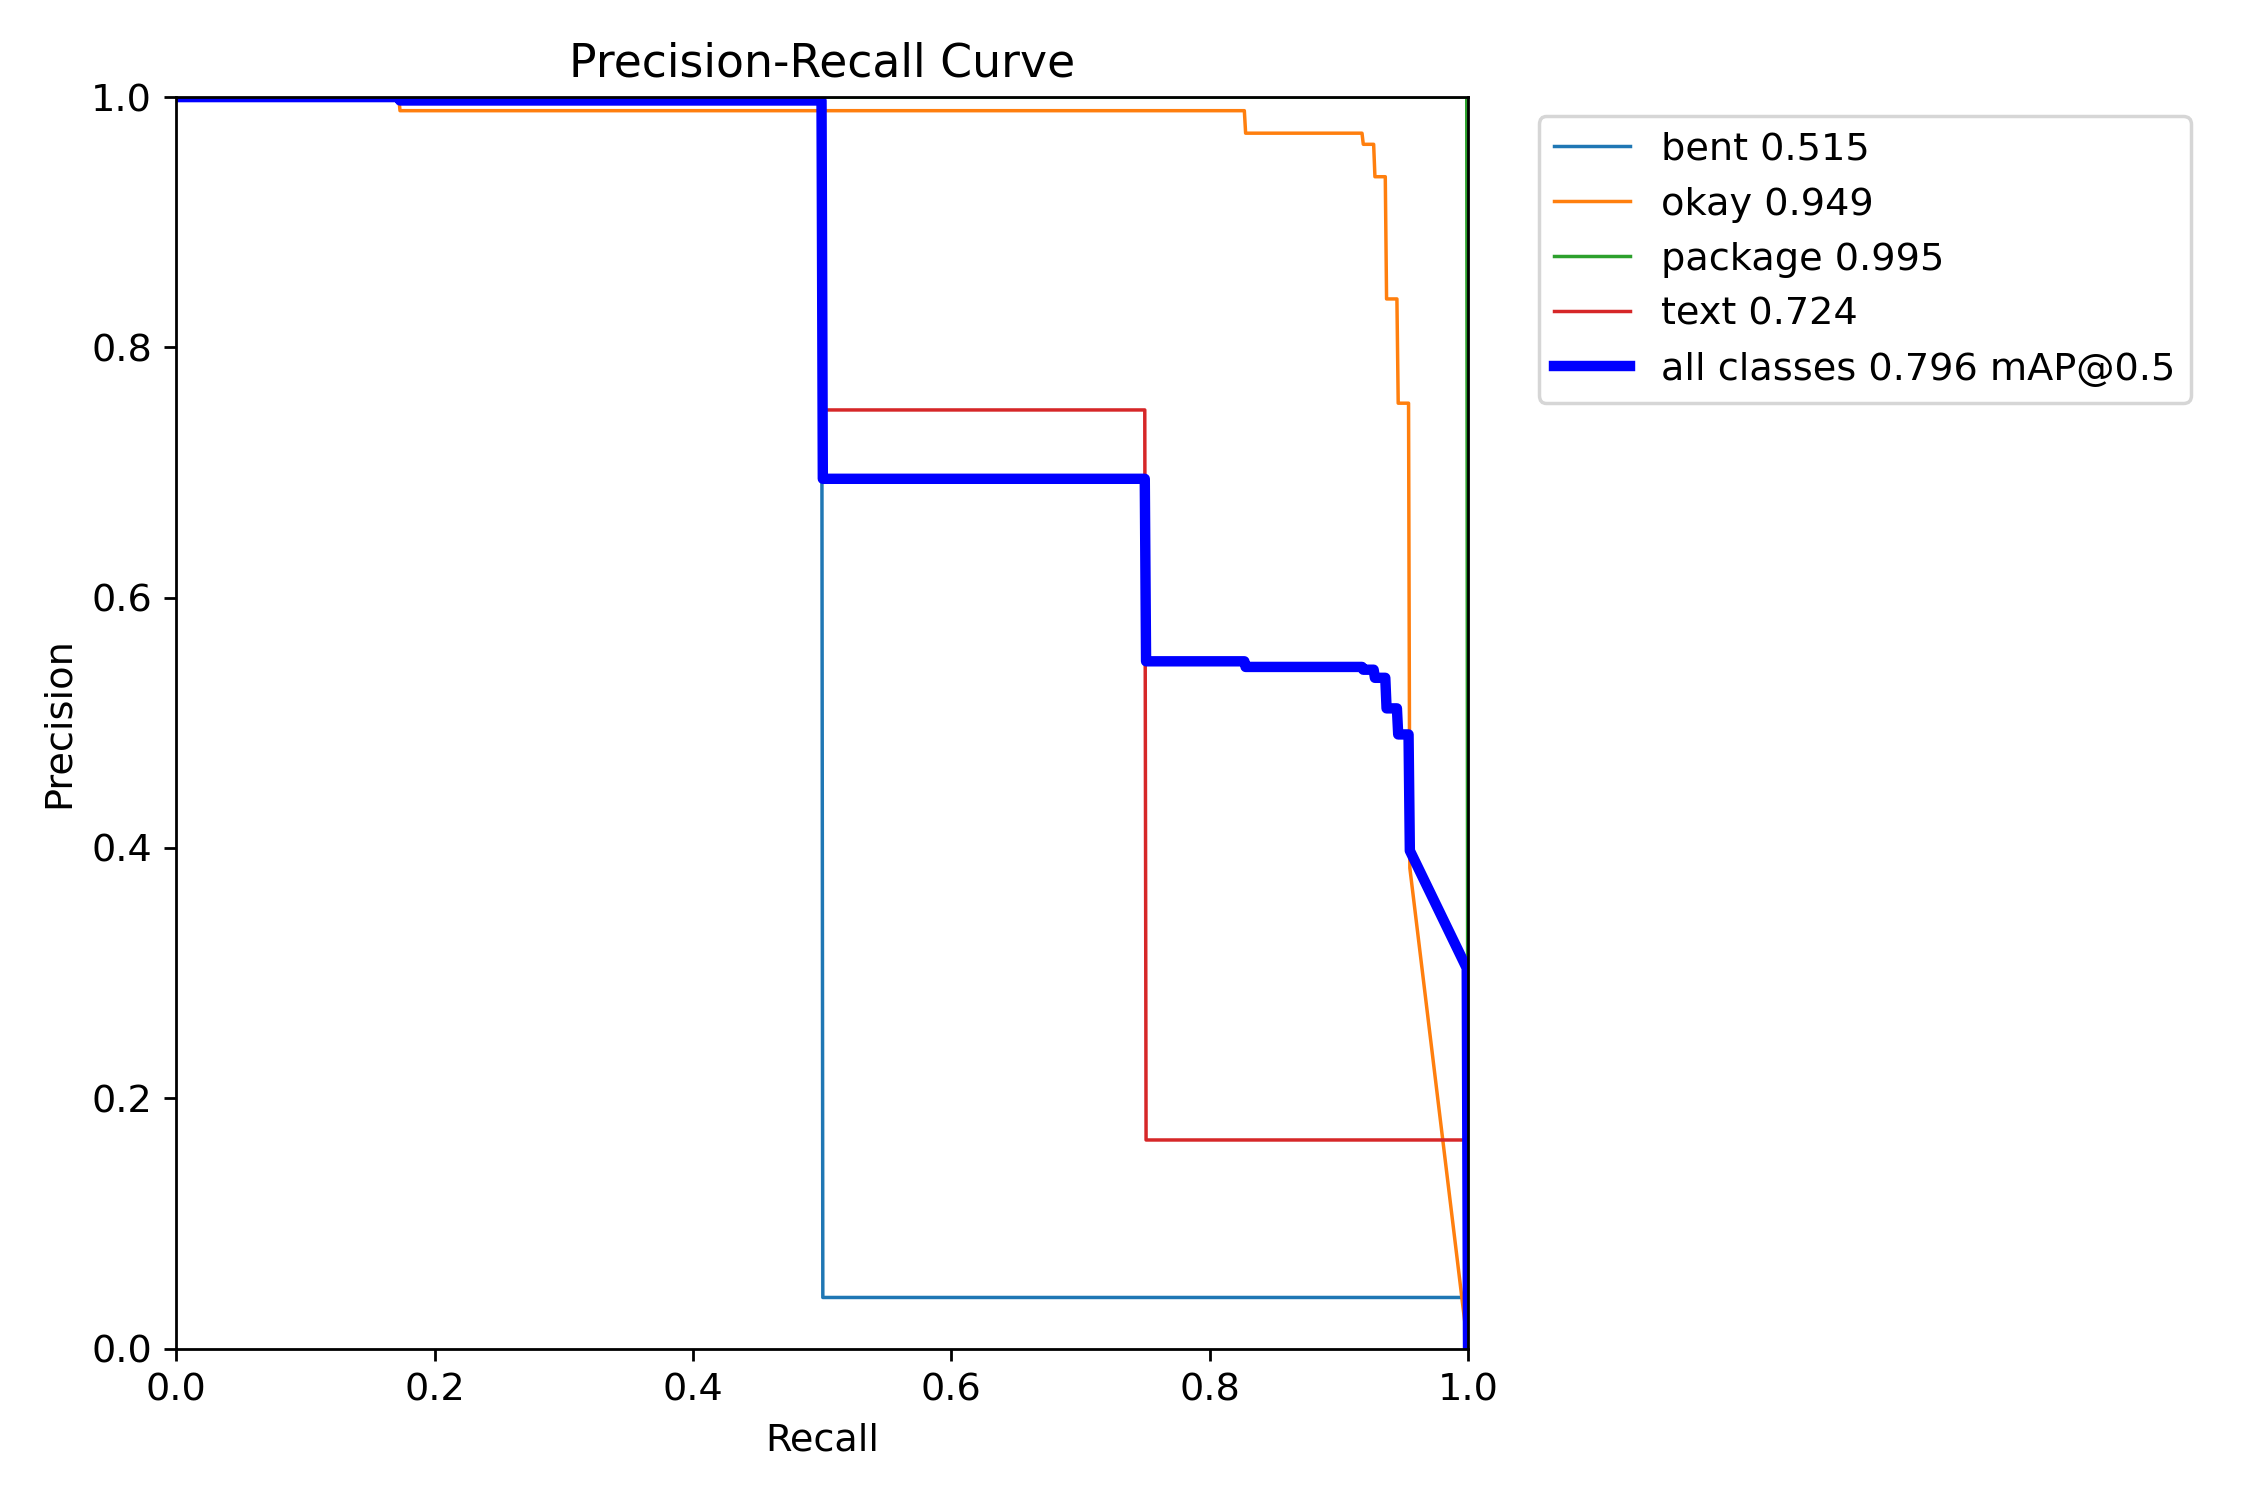 Precision-Recall Curve
1.0
0.8
0.6
0.4
0.2
0.0
Precision
0.0 0.2 0.4 0.6 0.8 1.0
Recall
bent 0.515
okay 0.949
package 0.995
text 0.724
all classes 0.796 mAP@0.5